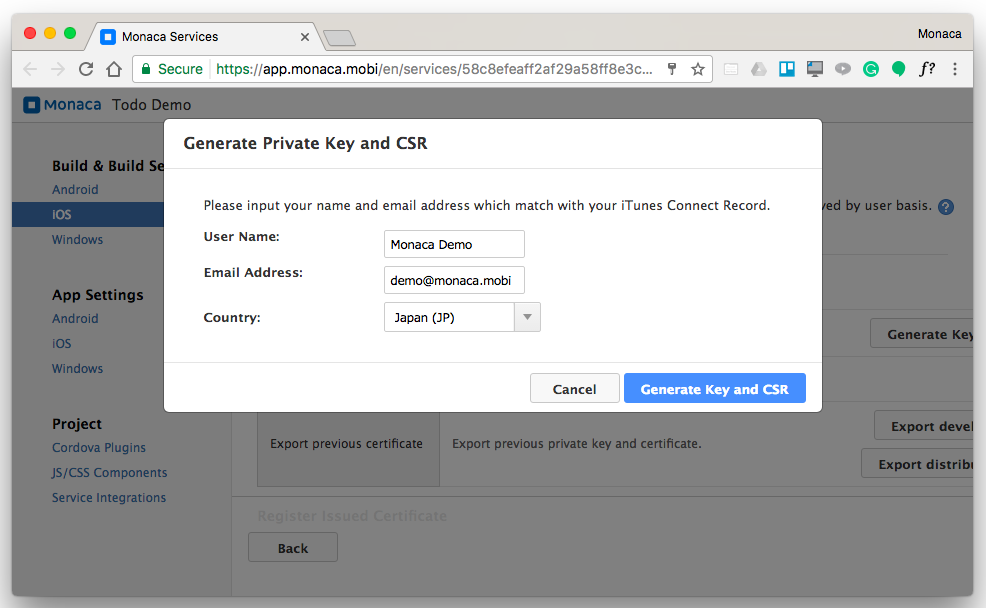 Monaca Services
Monaca
Secure https://app.monaca.mobi/en/services/58c8efeaff2af29a58ff8e3c...
f?
Monaca Todo Demo
Generate Private Key and CSR
Build & Build Se
Android
iOS
Windows
Please input your name and email address which match with your iTunes Connect Record.
ved by user basis. ?
User Name: Monaca Demo
Email Address: demo@monaca.mobi
Country: Japan (JP)
App Settings
Android
iOS
Windows
Generate Key
Cancel Generate Key and CSR
Project
Cordova Plugins
JS/CSS Components
Service Integrations
Export previous certificate Export previous private key and certificate.
Export devel
Export distribu
Register Issued Certificate
Back